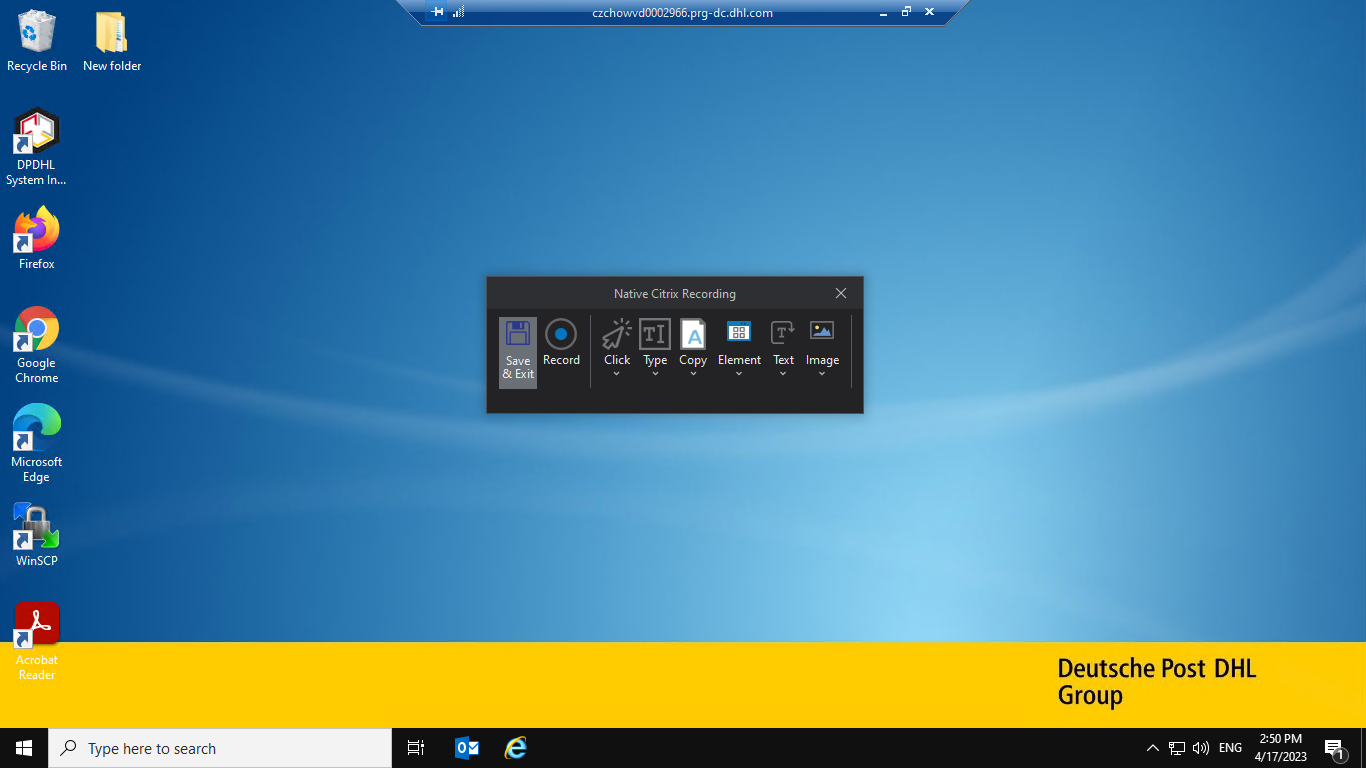 czchowvd0002966.prg-dc.dhl.com
Recycle Bin
New folder
DPDHL
System In...
Firefox
Google
Chrome
Microsoft
Edge
WinSCP
Acrobat
Reader
Native Citrix Recording
Save
& Exit
Record
Click
Type
Copy
Element
Text
Image
Deutsche Post DHL
Group
Type here to search
ENG
2:50 PM
4/17/2023
1